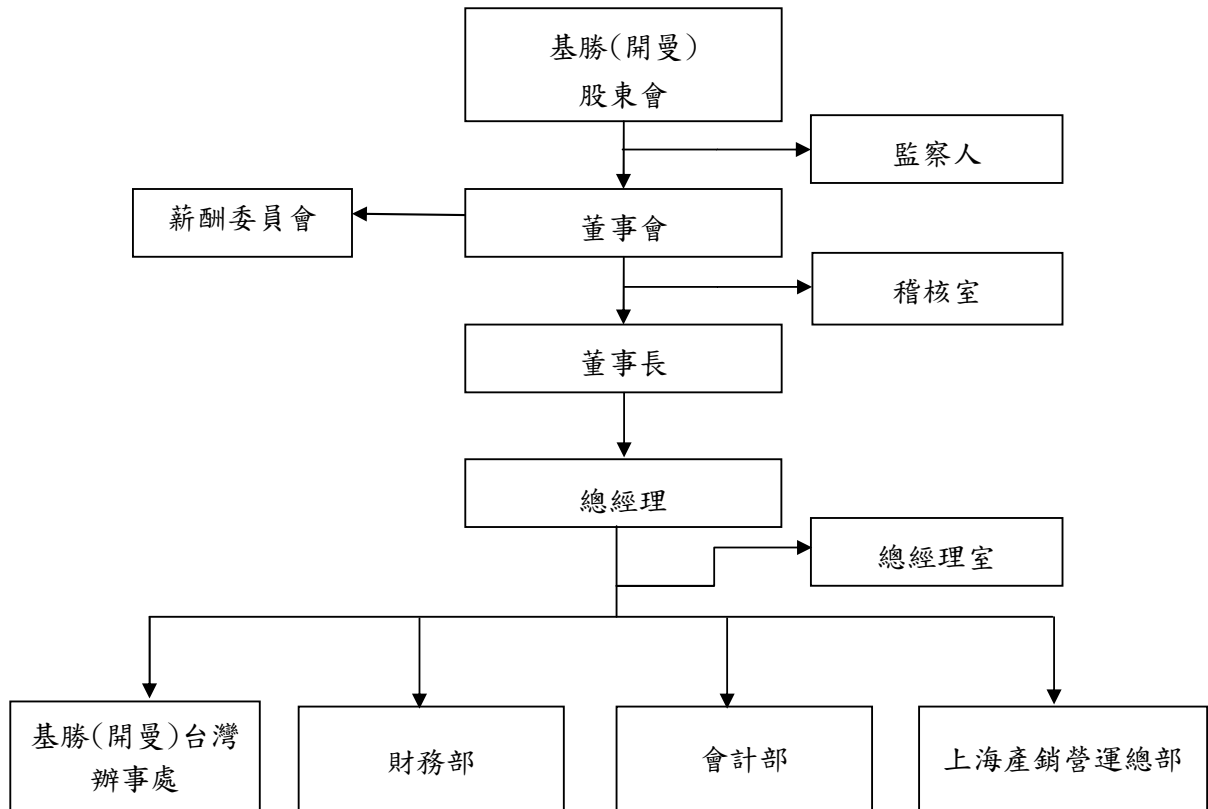 基勝(開曼)
股東會
監察人
薪酬委員會
董事會
稽核室
董事長
總經理
總經理室
基勝(開曼)台灣
辦事處
財務部
會計部
上海產銷營運總部